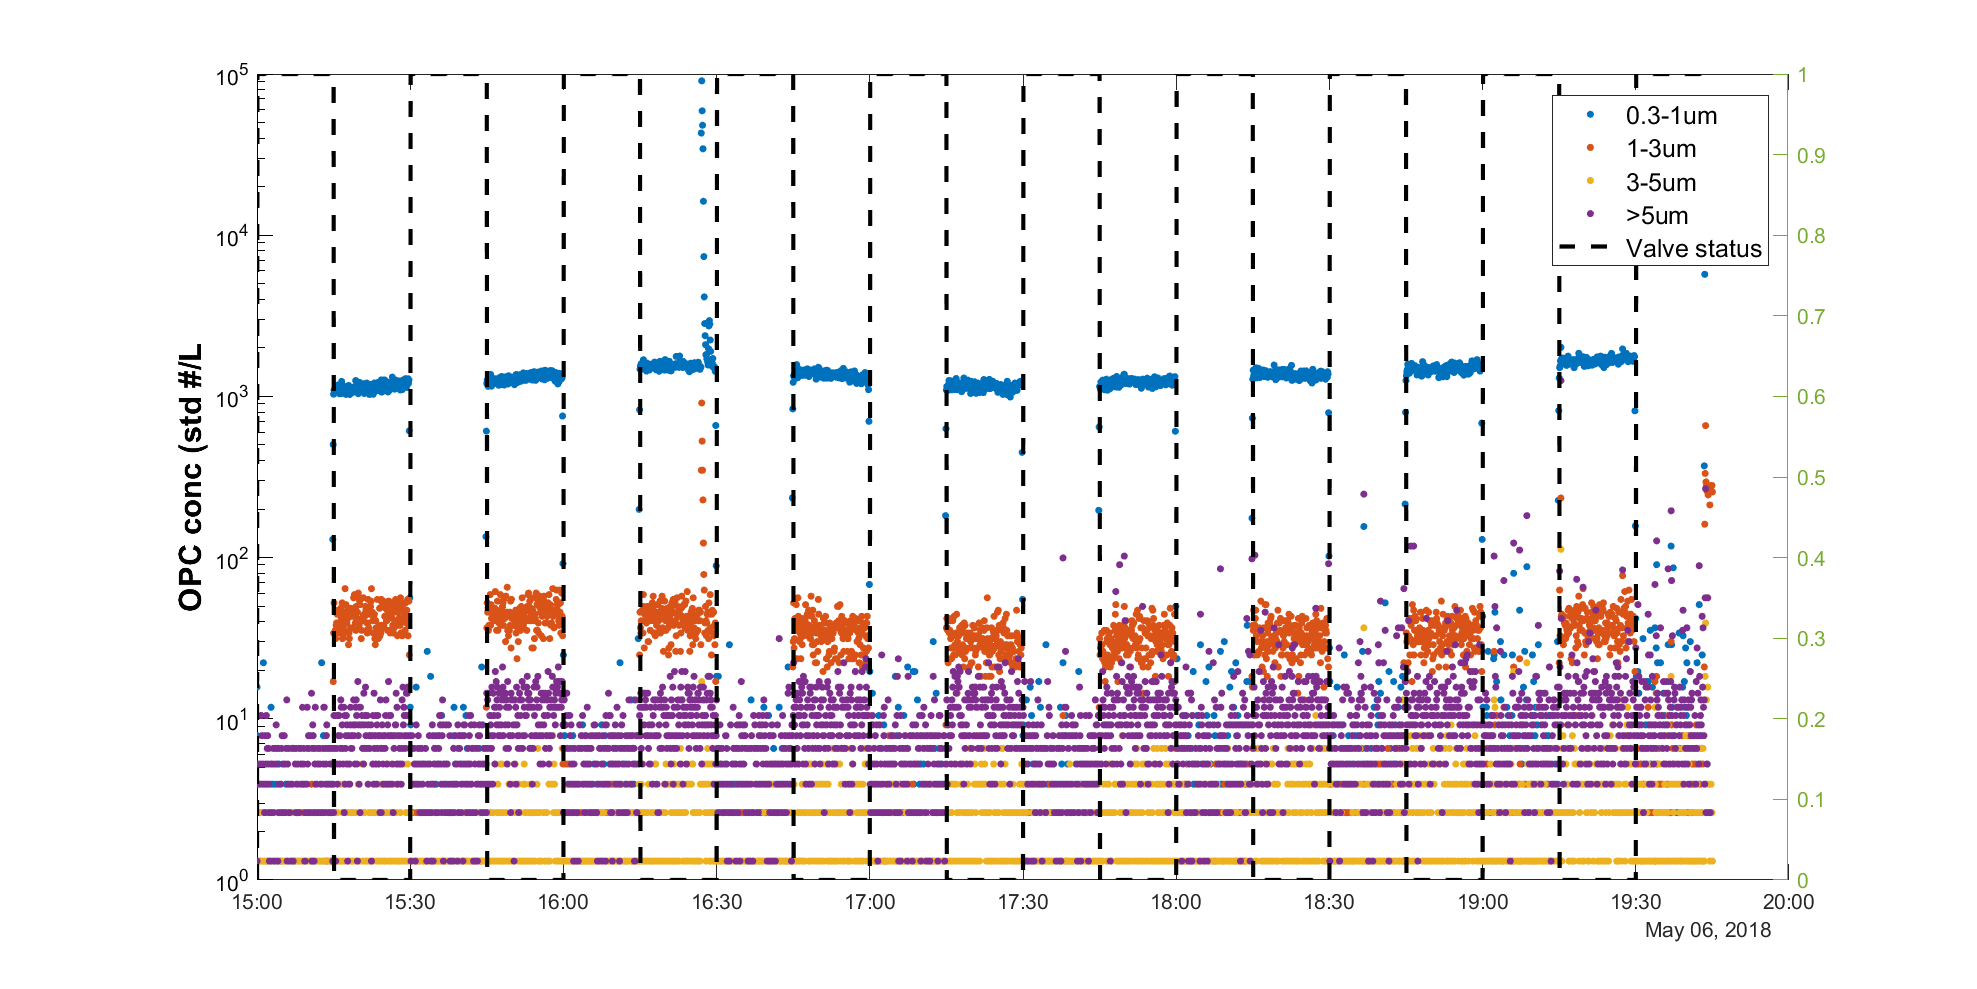 OPC conc (std #/L
10^5
10^4
10^3
10^2
10^1
10^0
1
0.9
0.8
0.7
0.6
0.5
0.4
0.3
0.2
0.1
0
0.3-1um
1-3um
3-5um
>5um
Valve status
15:00 15:30 16:00 16:30 17:00 17:30 18:00 18:30 19:00 19:30 20:00
May 06, 2018